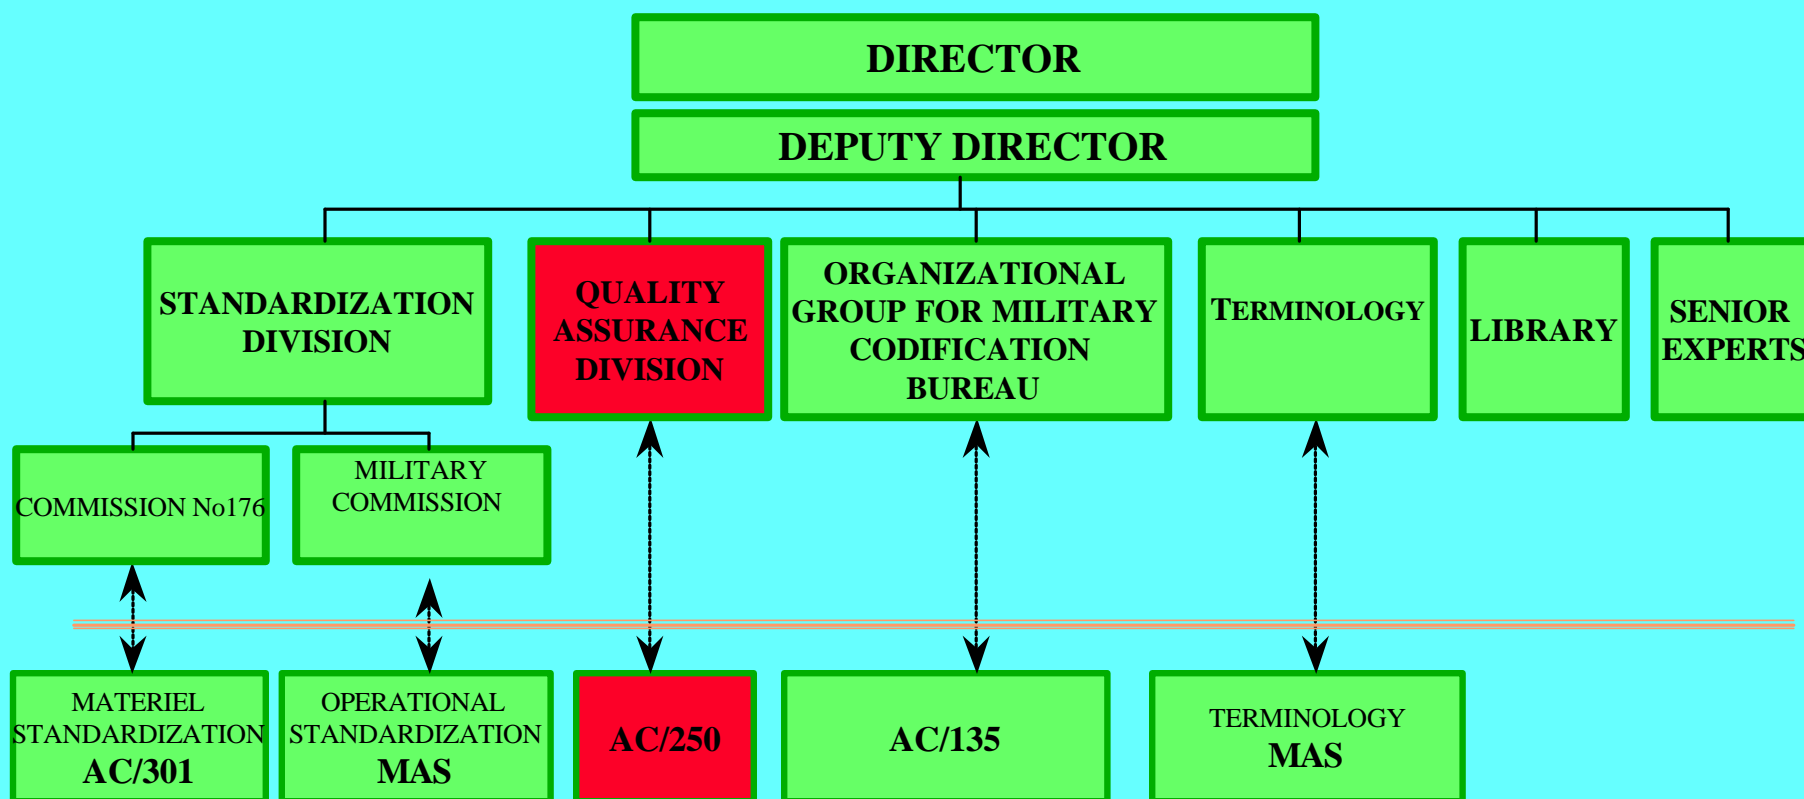 DIRECTOR
DEPUTY DIRECTOR
STANDARDIZATION
DIVISION
QUALITY
ASSURANCE
DIVISION
ORGANIZATIONAL
GROUP FOR MILITARY
CODIFICATION
BUREAU
TERMINOLOGY
LIBRARY
SENIOR
EXPERTS
COMMISSION No176
MILITARY
COMMISSION
MATERIEL
STANDARDIZATION
AC/301
OPERATIONAL
STANDARDIZATION
MAS
AC/250
AC/135
TERMINOLOGY
MAS